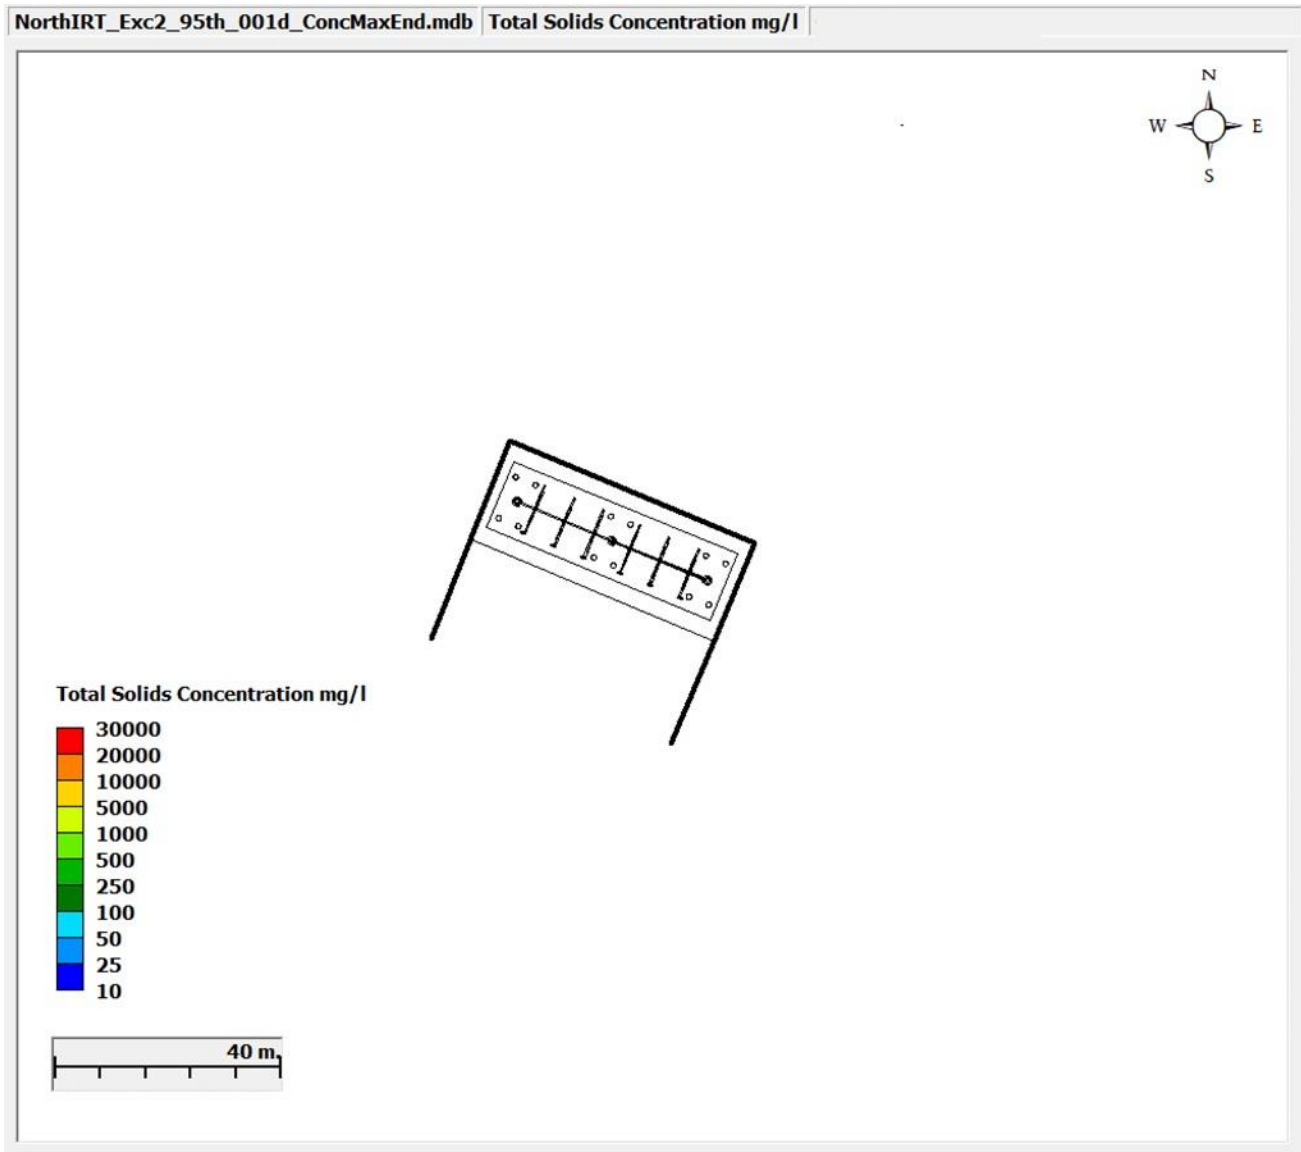 NorthIRT_Exc2_95th_001d_ConcMaxEnd.mdb Total Solids Concentration mg/l
N
W E
S
Total Solids Concentration mg/l
30000
20000
10000
5000
1000
500
250
100
50
25
10
40 m.